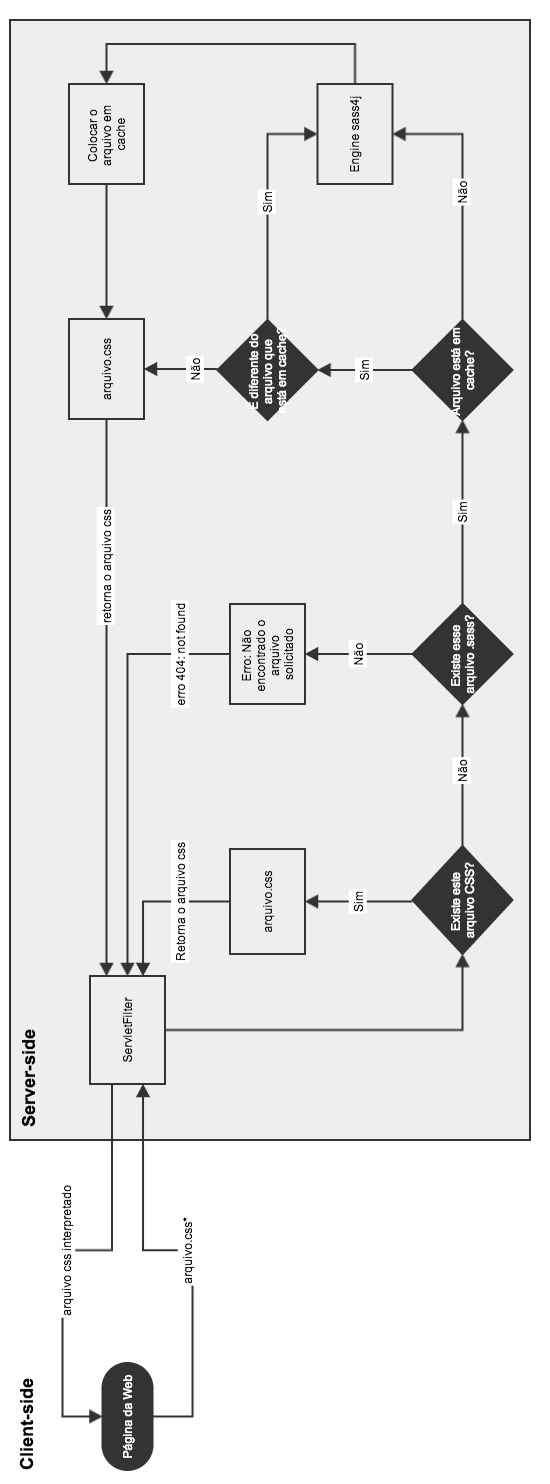 Client-side
Server-side
Página da Web
arquivo css interpretado
arquivo.css*
ServletFilter
retorna o arquivo css
erro 404: not found
Retorna o arquivo css
arquivo.css
Sim
Existe este
arquivo CSS?
Não
Erro: Não
encontrado o
arquivo
solicitado
Não
Existe esse
arquivo .sass?
Sim
arquivo.css
Não
É diferente do
arquivo que
está em cache?
Sim
Arquivo está em
cache?
Sim
Não
Colocar o
arquivo em
cache
Engine sass4j